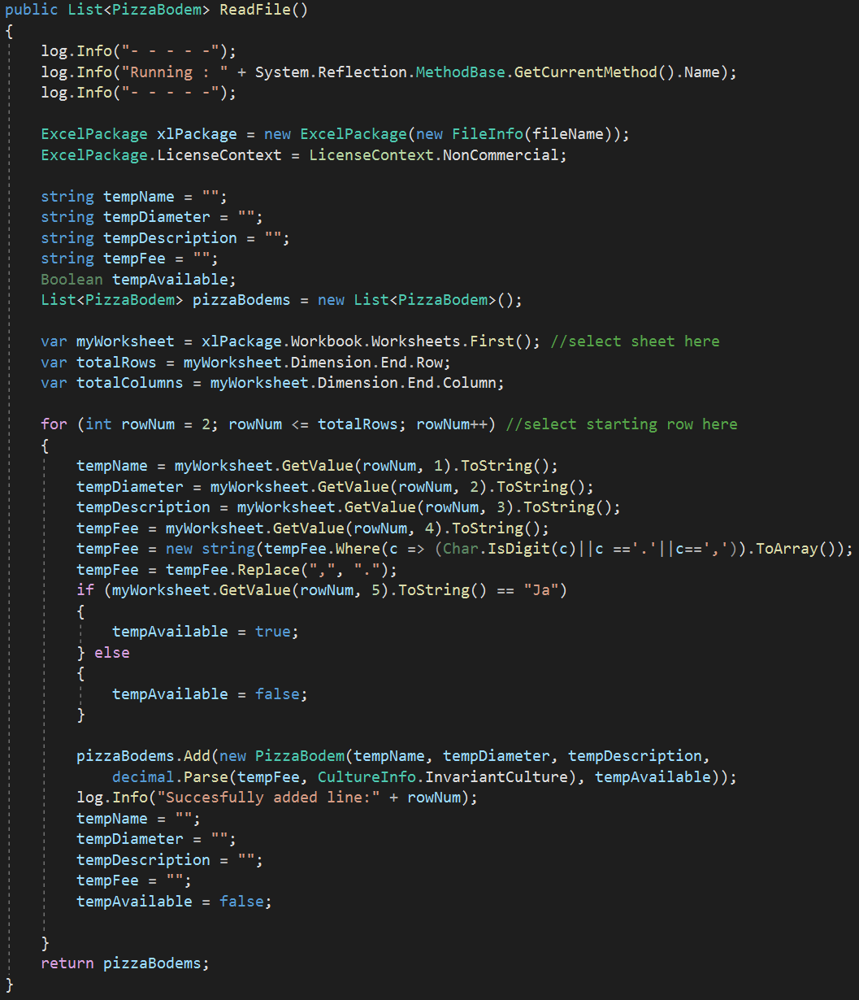 public List<PizzaBodem> ReadFile()
{
    log.Info("- - - - -");
    log.Info("Running : " + System.Reflection.MethodBase.GetCurrentMethod().Name);
    log.Info("- - - - -");

    ExcelPackage xlPackage = new ExcelPackage(new FileInfo(fileName));
    ExcelPackage.LicenseContext = LicenseContext.NonCommercial;

    string tempName = "";
    string tempDiameter = "";
    string tempDescription = "";
    string tempFee = "";
    Boolean tempAvailable;
    List<PizzaBodem> pizzaBodems = new List<PizzaBodem>();

    var myWorksheet = xlPackage.Workbook.Worksheets.First(); //select sheet here
    var totalRows = myWorksheet.Dimension.End.Row;
    var totalColumns = myWorksheet.Dimension.End.Column;

    for (int rowNum = 2; rowNum <= totalRows; rowNum++) //select starting row here
    {
        tempName = myWorksheet.GetValue(rowNum, 1).ToString();
        tempDiameter = myWorksheet.GetValue(rowNum, 2).ToString();
        tempDescription = myWorksheet.GetValue(rowNum, 3).ToString();
        tempFee = myWorksheet.GetValue(rowNum, 4).ToString();
        tempFee = new string(tempFee.Where(c => (Char.IsDigit(c)||c =='.'||c==',')).ToArray());
        tempFee = tempFee.Replace(",", ".");
        if (myWorksheet.GetValue(rowNum, 5).ToString() == "Ja")
        {
            tempAvailable = true;
        } else
        {
            tempAvailable = false;
        }

        pizzaBodems.Add(new PizzaBodem(tempName, tempDiameter, tempDescription,
            decimal.Parse(tempFee, CultureInfo.InvariantCulture), tempAvailable));
        log.Info("Succesfully added line:" + rowNum);
        tempName = "";
        tempDiameter = "";
        tempDescription = "";
        tempFee = "";
        tempAvailable = false;

    }
    return pizzaBodems;
}